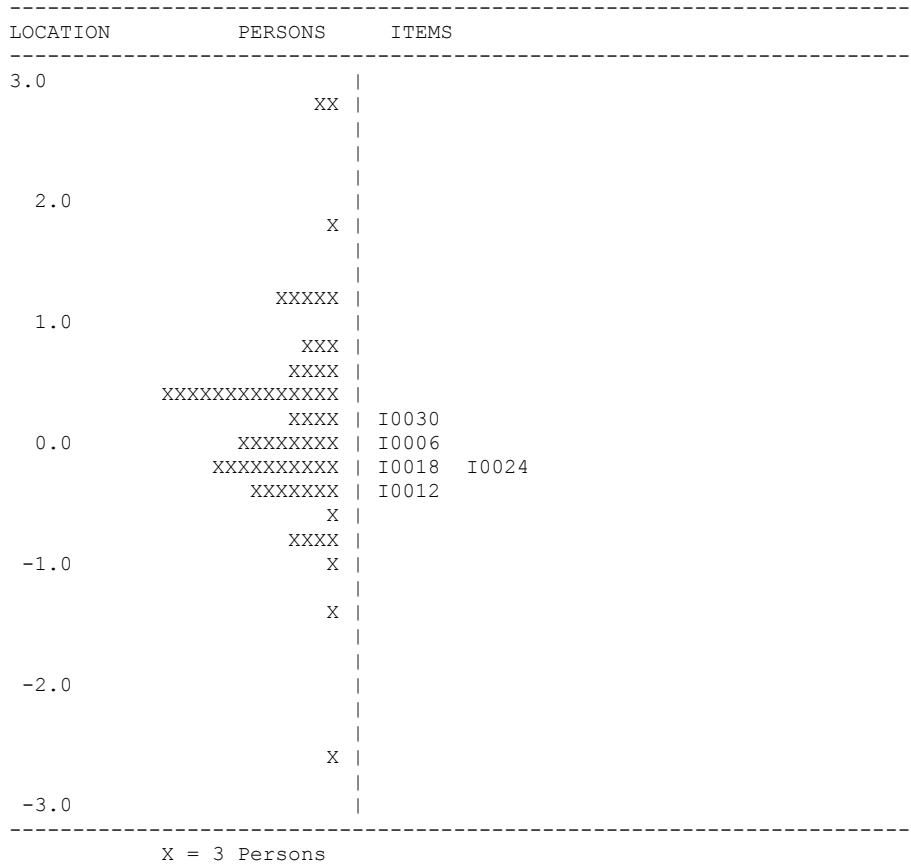 -----------------------------------------------------------------------
LOCATION          PERSONS     ITEMS
-----------------------------------------------------------------------
3.0                        |
                        XX |
                           |
                           |
                           |
  2.0                      |
                         X |
                           |
                           |
                     XXXXX |
  1.0                      |
                       XXX |
                      XXXX |
            XXXXXXXXXXXXXX |
                      XXXX | I0030
  0.0             XXXXXXXX | I0006
                XXXXXXXXXX | I0018  I0024
                   XXXXXXX | I0012
                         X |
                      XXXX |
 -1.0                    X |
                           |
                         X |
                           |
                           |
 -2.0                      |
                           |
                           |
                         X |
                           |
 -3.0                      |
-----------------------------------------------------------------------
            X = 3 Persons